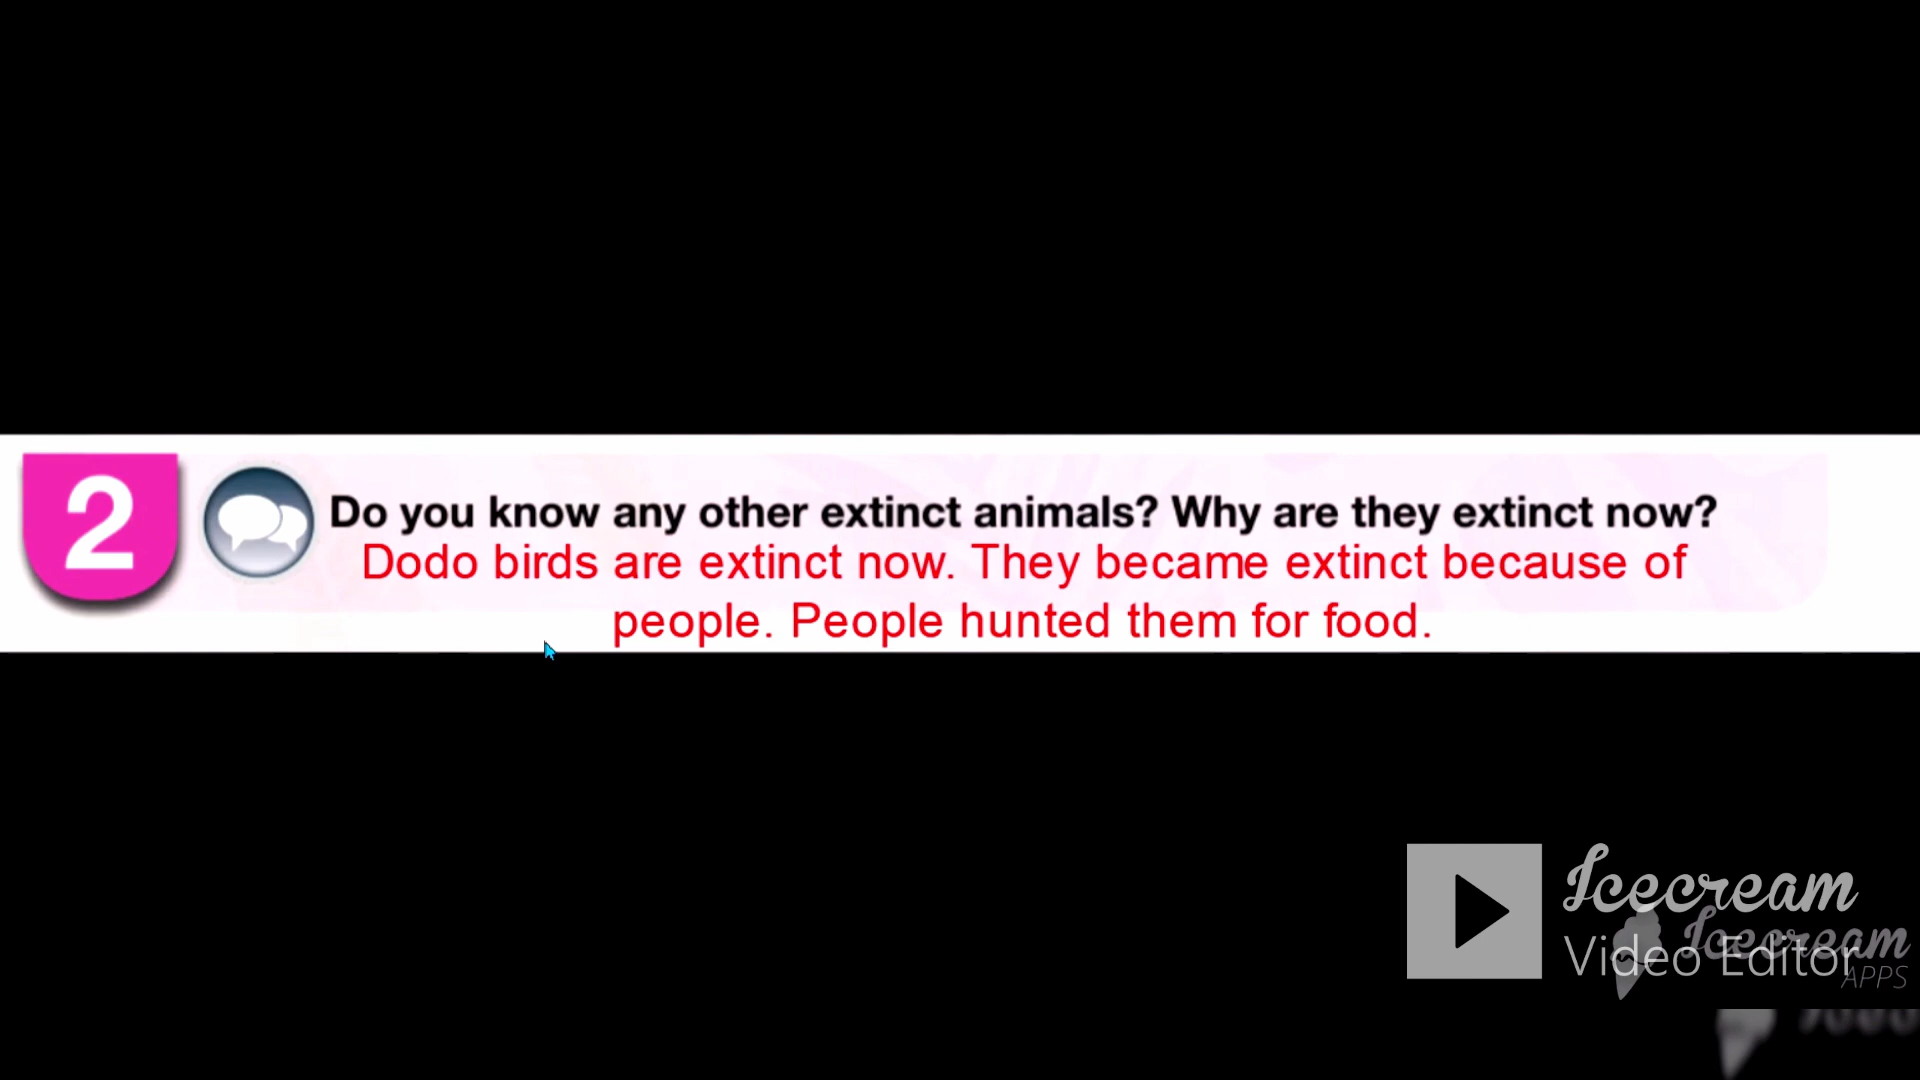 2
Do you know any other extinct animals? Why are they extinct now?
Dodo birds are extinct now. They became extinct because of
people. People hunted them for food.
Icecream
Video Editor
Icecream
APPS